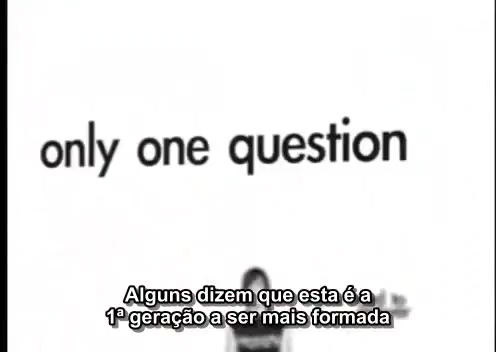 only one question
Alguns dizem que esta é a
1ª geração a ser mais formada